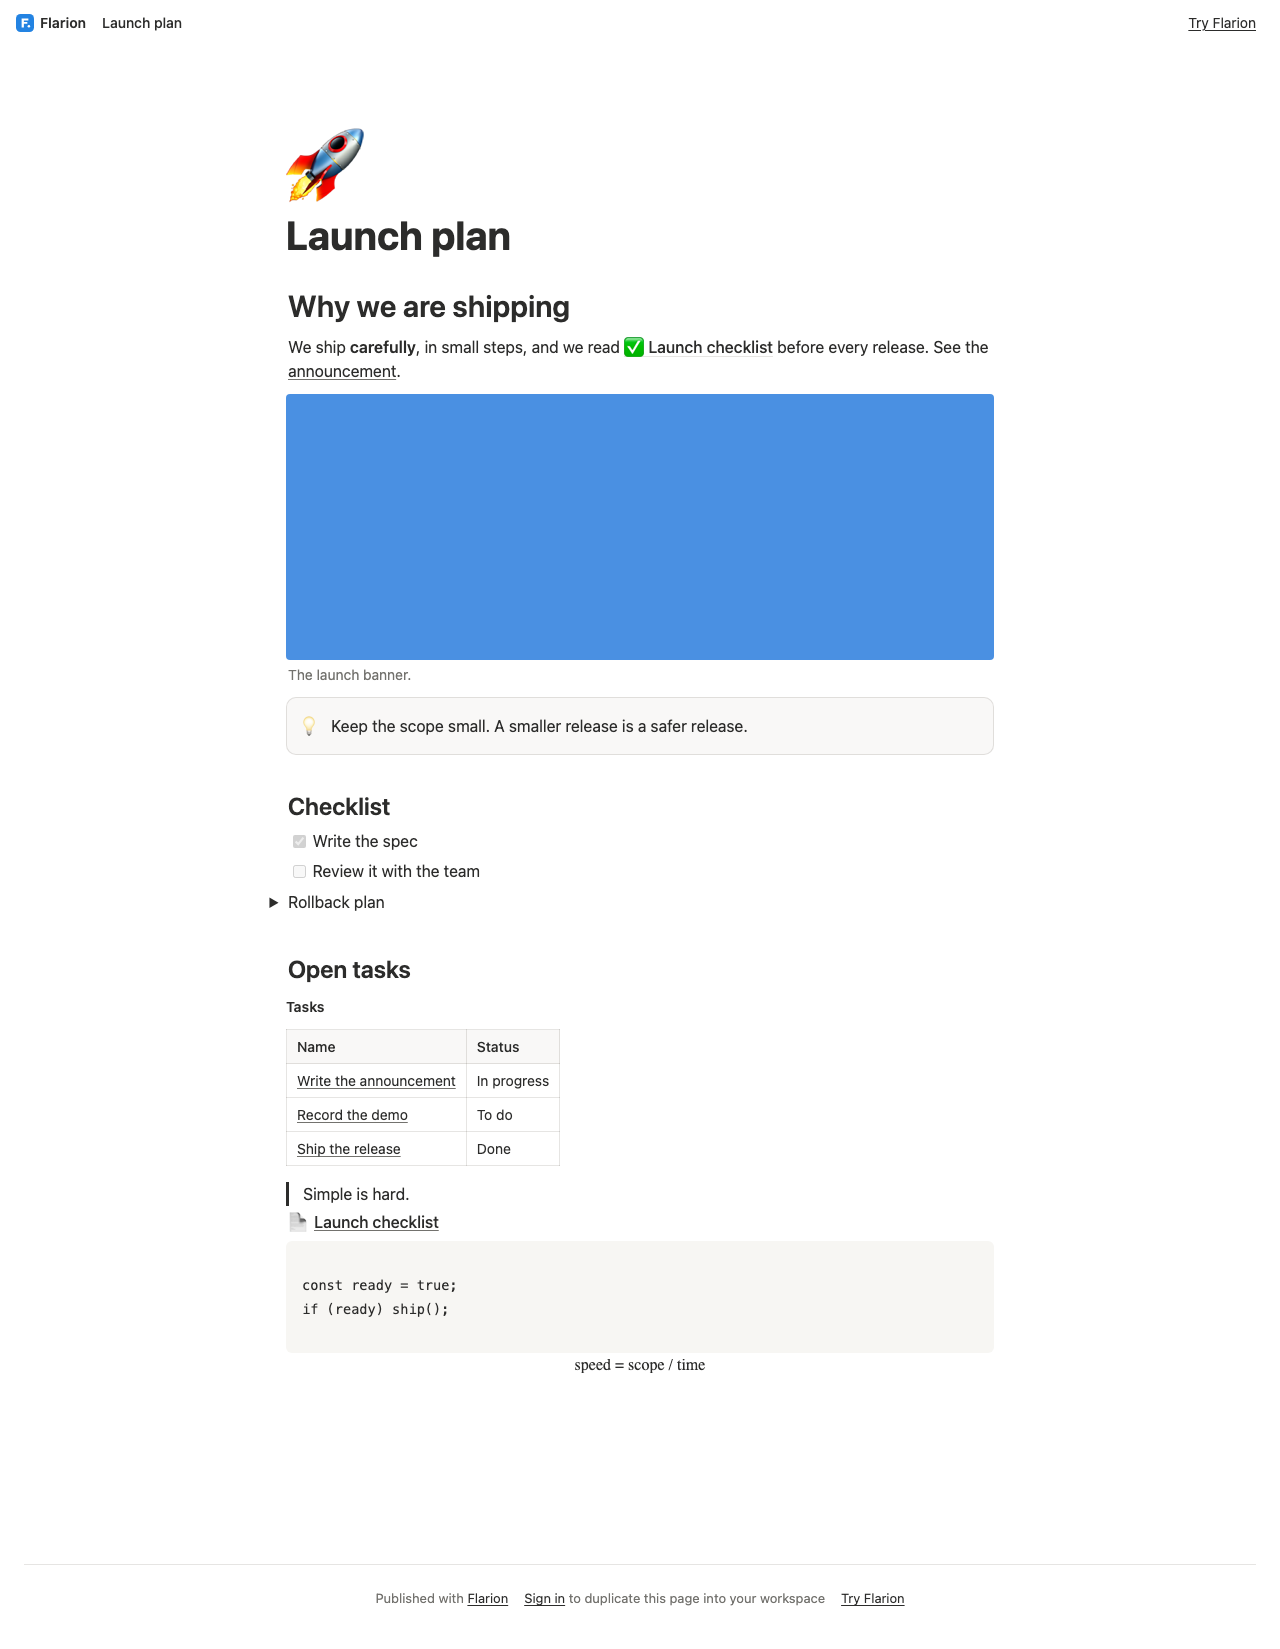 F. Flarion Launch plan Try Flarion
Launch plan
Why we are shipping
We ship carefully, in small steps, and we read ✅ Launch checklist before every release. See the
announcement.
The launch banner.
Keep the scope small. A smaller release is a safer release.
Checklist
Write the spec
Review it with the team
Rollback plan
Open tasks
Tasks
Name Status
Write the announcement In progress
Record the demo To do
Ship the release Done
Simple is hard.
Launch checklist
const ready = true;
if (ready) ship();
speed = scope / time
Published with Flarion Sign in to duplicate this page into your workspace Try Flarion